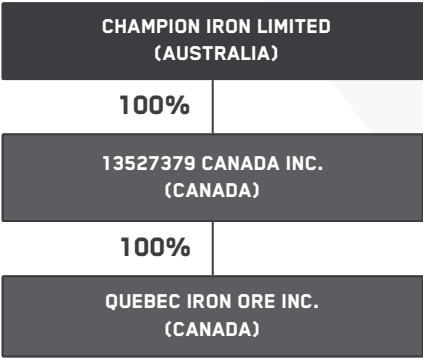 CHAMPION IRON LIMITED
(AUSTRALIA)
100%
13527379 CANADA INC.
(CANADA)
100%
QUEBEC IRON ORE INC.
(CANADA)